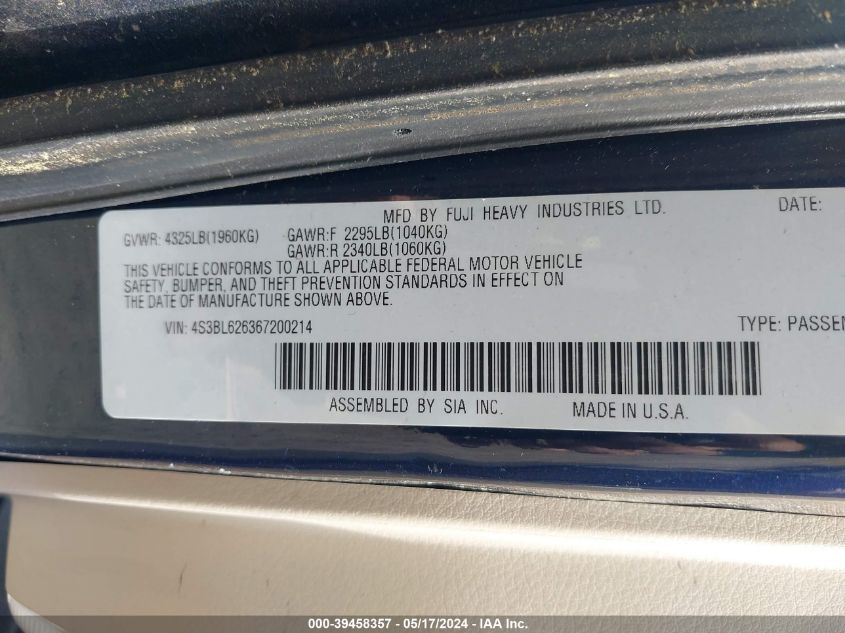 MFD BY FUJI HEAVY INDUSTRIES LTD. DATE:
GVWR: 4325LB(1960KG) GAWR:F 2295LB(1040KG)
GAWR:R 2340LB(1060KG)
THIS VEHICLE CONFORMS TO ALL APPLICABLE FEDERAL MOTOR VEHICLE
SAFETY, BUMPER, AND THEFT PREVENTION STANDARDS IN EFFECT ON
THE DATE OF MANUFACTURE SHOWN ABOVE.
VIN: 4S3BL626367200214 TYPE: PASSEN
ASSEMBLED BY SIA INC. MADE IN U.S.A.
000-39458357 - 05/17/2024 - IAA Inc.